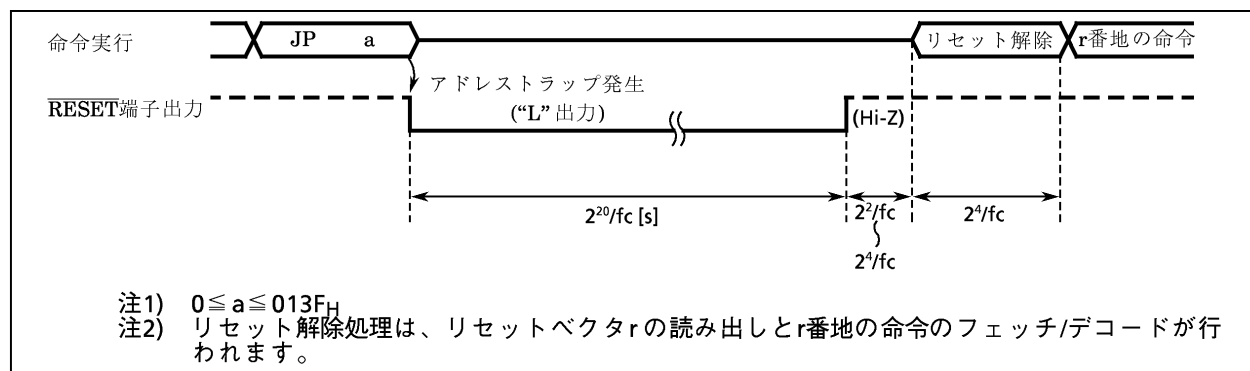 命令実行
JP a
リセット解除
r番地の命令
アドレストラップ発生
RESET端子出力
("L" 出力)
(Hi-Z)
2²⁰/fc [s]
2²/fc
〜
2⁴/fc
2⁴/fc
注1) 0≦a≦013FH
注2) リセット解除処理は、リセットベクタrの読み出しとr番地の命令のフェッチ/デコードが行
われます。